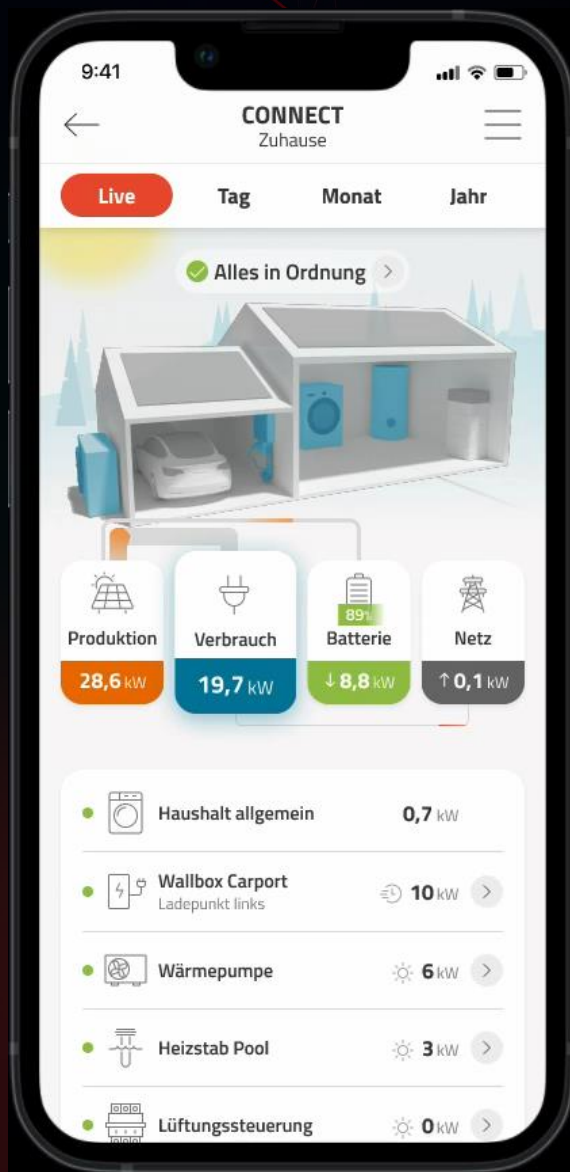 9:41
CONNECT
Zuhause
Live Tag Monat Jahr
Alles in Ordnung
89%
Produktion Verbrauch Batterie Netz
28,6 kW 19,7 kW ↓ 8,8 kW ↑ 0,1 kW
Haushalt allgemein 0,7 kW
Wallbox Carport 10 kW
Ladepunkt links
Wärmepumpe 6 kW
Heizstab Pool 3 kW
Lüftungssteuerung 0 kW